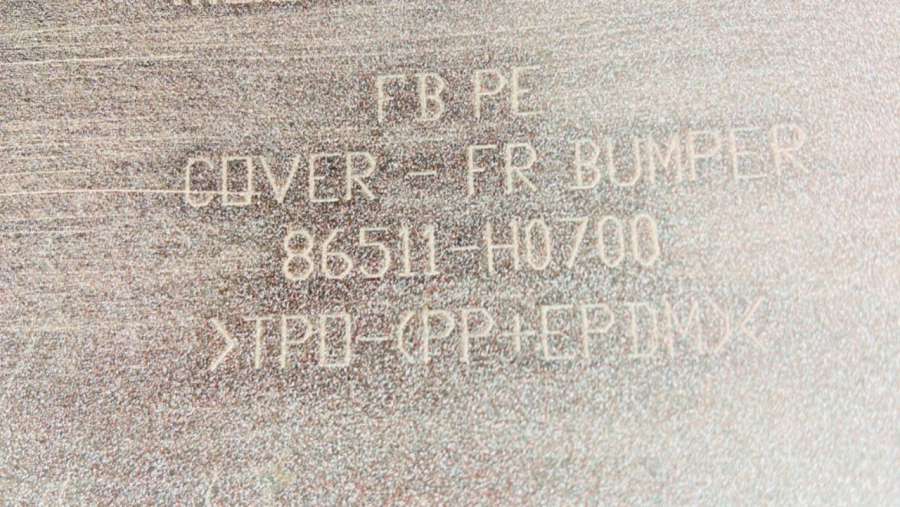 FB PE
COVER - FR BUMPER
86511-H0700
>TPO-(PP+EPDM)<